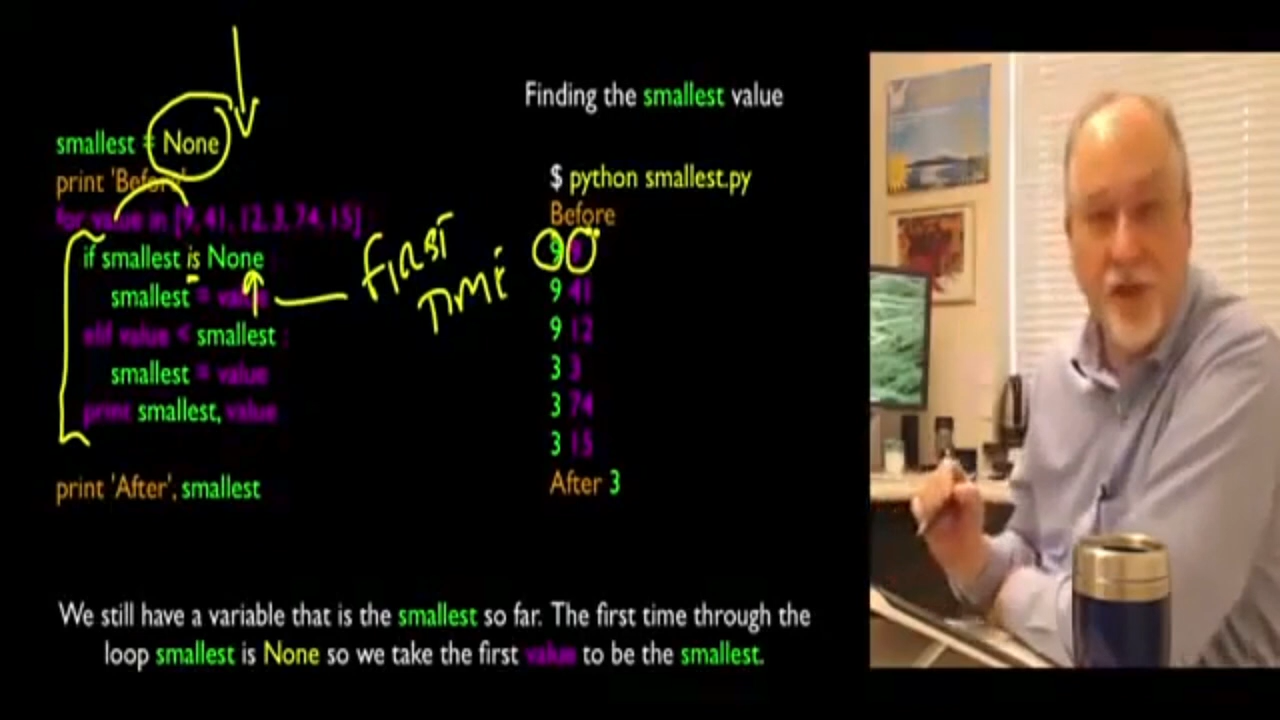 smallest = None
print 'Before'
for value in [9, 41, 12, 3, 74, 15] :
if smallest is None :
smallest = value
elif value < smallest :
smallest = value
print smallest, value
print 'After', smallest
FIRST
TIME
Finding the smallest value
$ python smallest.py
Before
9 9
9 41
9 12
3 3
3 74
3 15
After 3
We still have a variable that is the smallest so far. The first time through the
loop smallest is None so we take the first value to be the smallest.